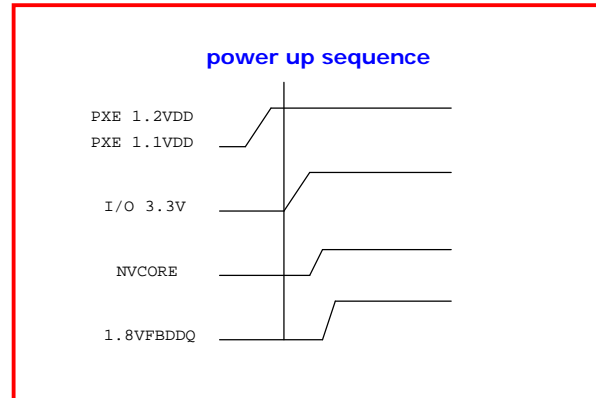 power up sequence
PXE 1.2VDD
PXE 1.1VDD
I/O 3.3V
NVCORE
1.8VFBDDQ